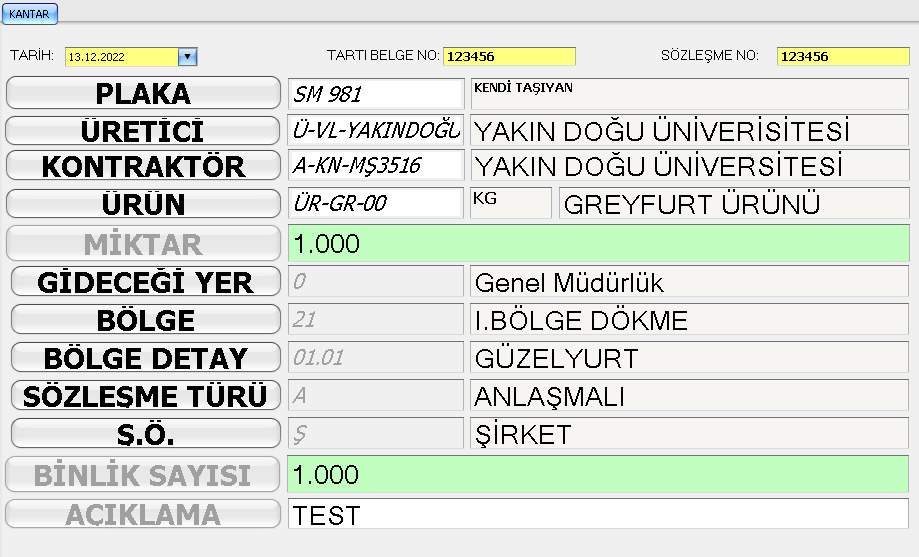 KANTAR
TARİH: 13.12.2022 TARTI BELGE NO: 123456 SÖZLEŞME NO: 123456
PLAKA SM 981 KENDİ TAŞIYAN
ÜRETİCİ Ü-VL-YAKINDOĞU YAKIN DOĞU ÜNİVERİSİTESİ
KONTRAKTÖR A-KN-MŞ3516 YAKIN DOĞU ÜNİVERSİTESİ
ÜRÜN ÜR-GR-00 KG GREYFURT ÜRÜNÜ
MİKTAR 1.000
GİDECEĞİ YER 0 Genel Müdürlük
BÖLGE 21 I.BÖLGE DÖKME
BÖLGE DETAY 01.01 GÜZELYURT
SÖZLEŞME TÜRÜ A ANLAŞMALI
Ş.Ö. Ş ŞİRKET
BİNLİK SAYISI 1.000
AÇIKLAMA TEST